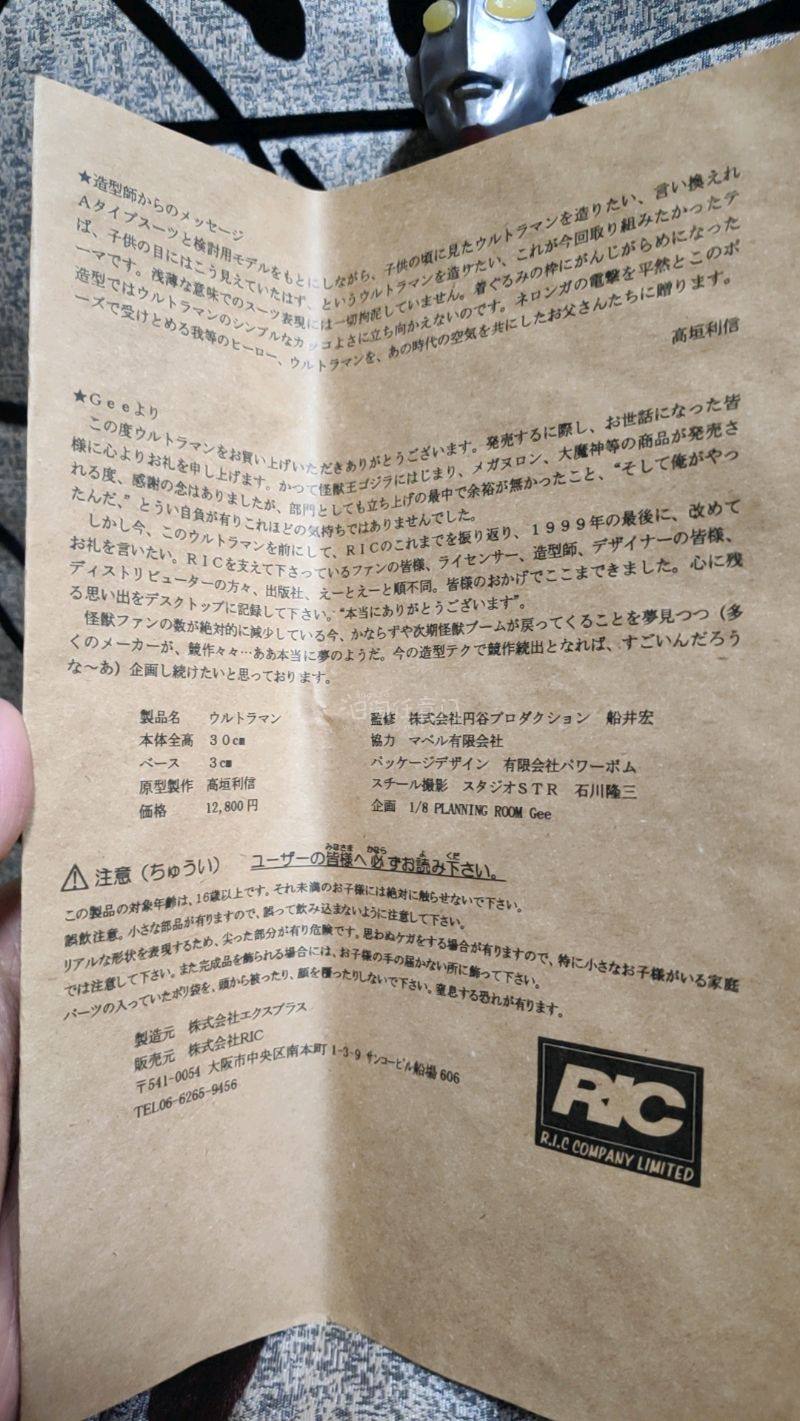 ★造型師からのメッセージ
Aタイプスーツと検討用モデルをもとにしながら、子供の頃に見たウルトラマンを造りたい、言い換えれ
ば、子供の目にはこう見えていたはず、というウルトラマンを造りたい、これが今回取り組みたかったテ
ーマです。浅薄な意味でのスーツ表現には一切拘泥していません。着ぐるみの枠にがんじがらめになった
造型ではウルトラマンのシンプルなカッコよさに立ち向かえないのです。ネロンガの電撃を平然とこのポ
ーズで受けとめる我等のヒーロー、ウルトラマンを、あの時代の空気を共にしたお父さんたちに贈ります。
高垣利信
★Geeより
この度ウルトラマンをお買い上げいただきありがとうございます。発売するに際し、お世話になった皆
様に心よりお礼を申し上げます。かつて怪獣王ゴジラにはじまり、メガヌロン、大魔神等の商品が発売さ
れる度、感謝の念はありましたが、部門としても立ち上げの最中で余裕が無かったこと、“そして俺がやっ
たんだ、”とうい自負が有りこれほどの気持ちではありませんでした。
しかし今、このウルトラマンを前にして、RICのこれまでを振り返り、1999年の最後に、改めて
お礼を言いたい。RICを支えて下さっているファンの皆様、ライセンサー、造型師、デザイナーの皆様、
ディストリビューターの方々、出版社、えーとえーと順不同。皆様のおかげでここまできました。心に残
る思い出をデスクトップに記録して下さい。“本当にありがとうございます”。
怪獣ファンの数が絶対的に減少している今、かならずや次期怪獣ブームが戻ってくることを夢見つつ（多
くのメーカーが、競作々々…ああ本当に夢のようだ。今の造型テクで競作続出となれば、すごいんだろう
な〜あ）企画し続けたいと思っております。
製品名 ウルトラマン
本体全高 30㎝
ベース 3㎝
原型製作 高垣利信
価格 12,800円
監修 株式会社円谷プロダクション 船井宏
協力 マベル有限会社
パッケージデザイン 有限会社パワーボム
スチール撮影 スタジオSTR 石川隆三
企画 1/8 PLANNING ROOM Gee
⚠ 注意（ちゅうい） ユーザーの皆様へ必ずお読み下さい。
みなさま かなら よ くだ
この製品の対象年齢は、16歳以上です。それ未満のお子様には絶対に触らせないで下さい。
誤飲注意。小さな部品が有りますので、誤って飲み込まないように注意して下さい。
リアルな形状を表現するため、尖った部分が有り危険です。思わぬケガをする場合が有りますので、特に小さなお子様がいる家庭
では注意して下さい。また完成品を飾られる場合には、お子様の手の届かない所に飾って下さい。
パーツの入っていたポリ袋を、頭から被ったり、顔を覆ったりしないで下さい。窒息する恐れが有ります。
製造元 株式会社エクスプラス
販売元 株式会社RIC
〒541-0054 大阪市中央区南本町1-3-9 サンコービル船場606
TEL06-6265-9456
RIC
R.I.C COMPANY LIMITED